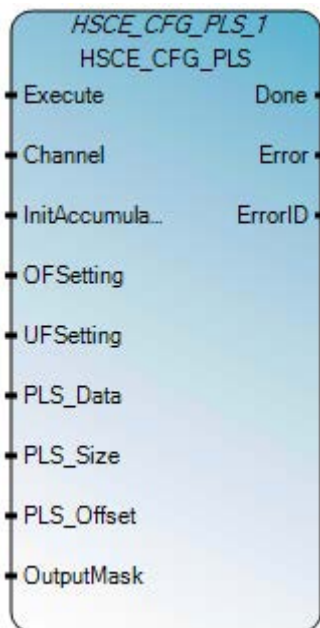 HSCE_CFG_PLS_1
HSCE_CFG_PLS
Execute Done
Channel Error
InitAccumula... ErrorID
OFSetting
UFSetting
PLS_Data
PLS_Size
PLS_Offset
OutputMask